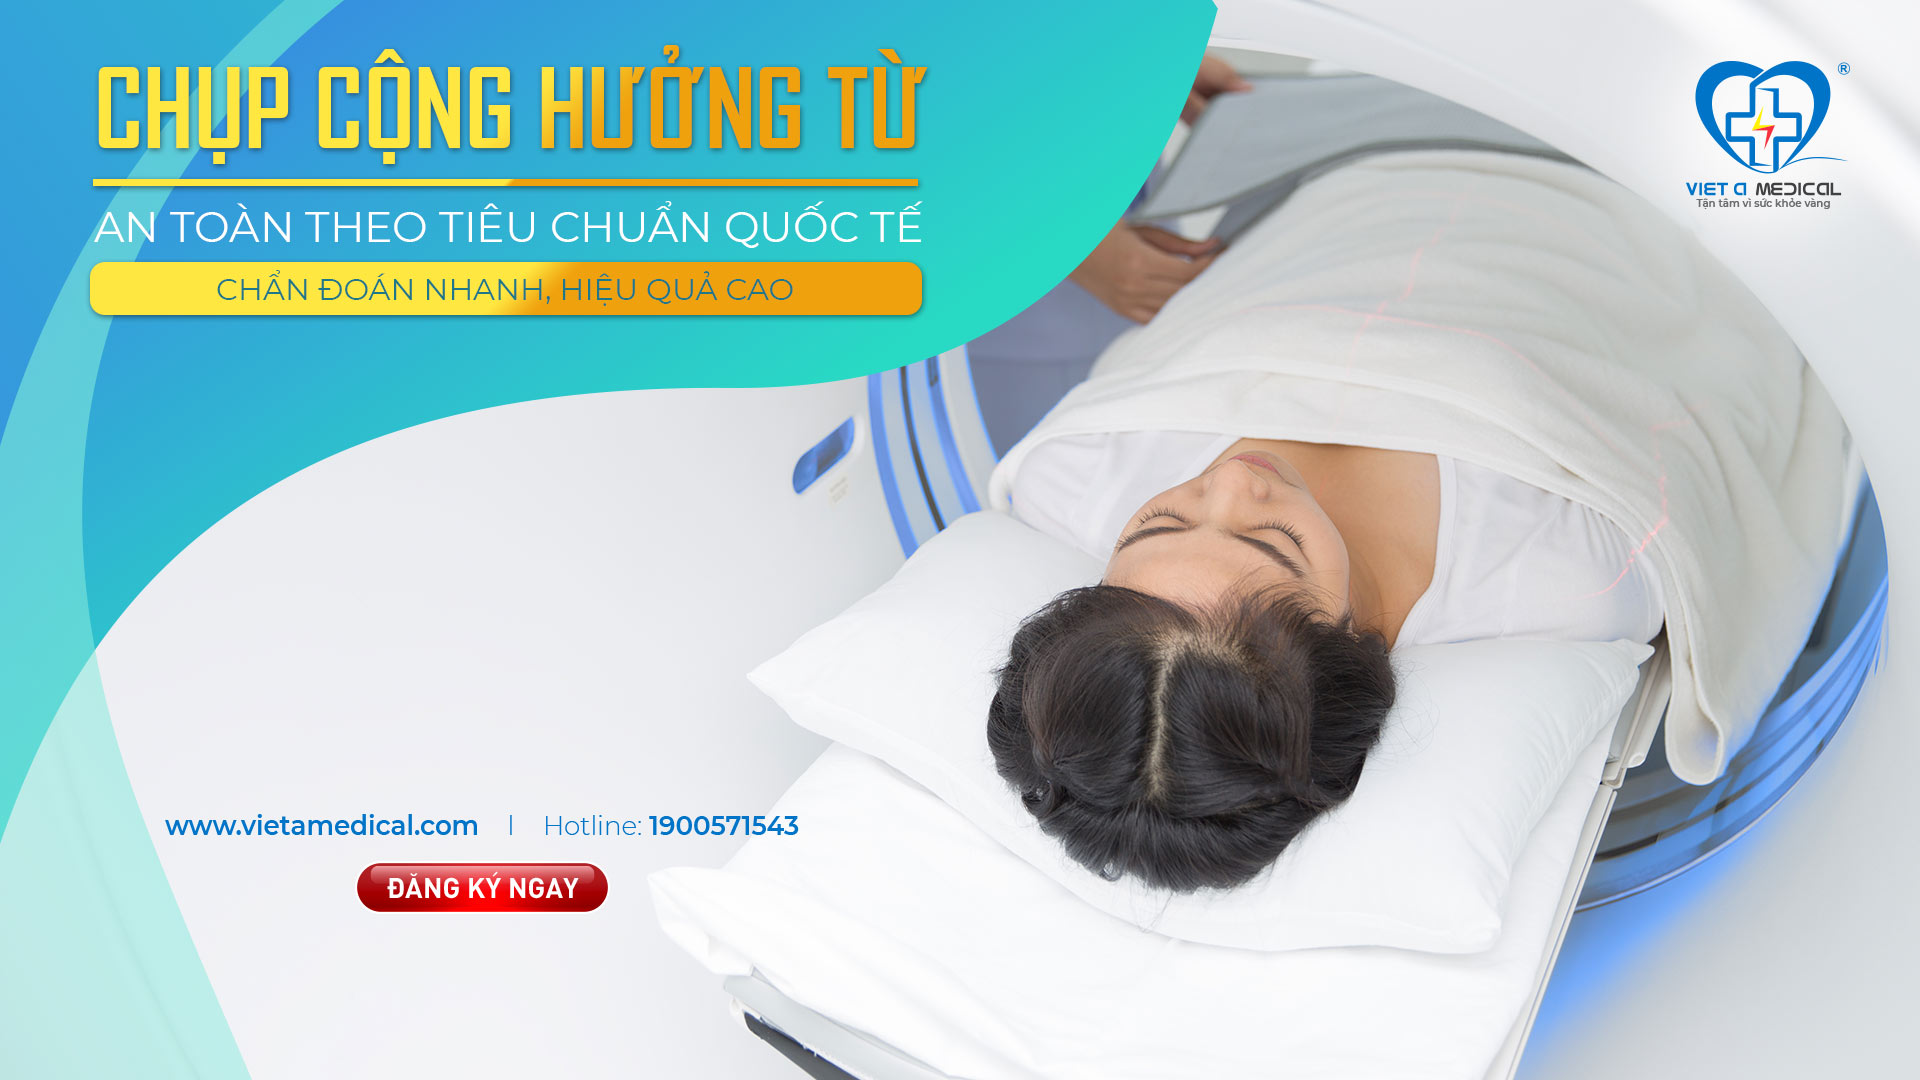 CHỤP CỘNG HƯỞNG TỪ
AN TOÀN THEO TIÊU CHUẨN QUỐC TẾ
CHẨN ĐOÁN NHANH, HIỆU QUẢ CAO
®
VIET A MEDICAL
Tận tâm vì sức khỏe vàng
www.vietamedical.com | Hotline: 1900571543
ĐĂNG KÝ NGAY